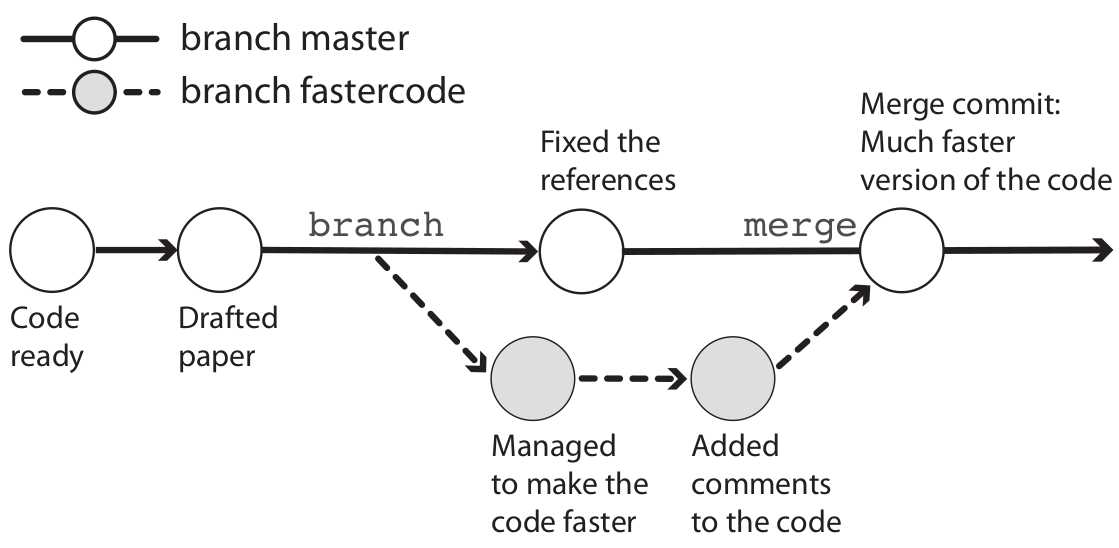 branch master
branch fastercode
Merge commit:
Much faster
version of the code
Fixed the
references
branch
merge
Code
ready
Drafted
paper
Managed
to make the
code faster
Added
comments
to the code